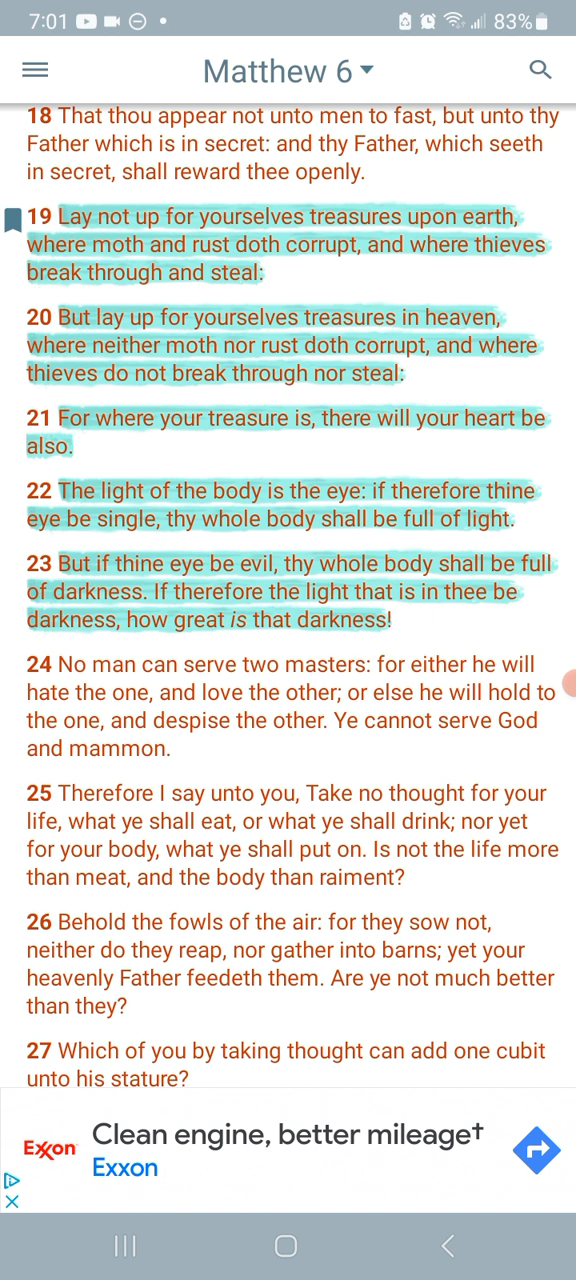 7:01
83%
Matthew 6
18 That thou appear not unto men to fast, but unto thy
Father which is in secret: and thy Father, which seeth
in secret, shall reward thee openly.
19 Lay not up for yourselves treasures upon earth,
where moth and rust doth corrupt, and where thieves
break through and steal:
20 But lay up for yourselves treasures in heaven,
where neither moth nor rust doth corrupt, and where
thieves do not break through nor steal:
21 For where your treasure is, there will your heart be
also.
22 The light of the body is the eye: if therefore thine
eye be single, thy whole body shall be full of light.
23 But if thine eye be evil, thy whole body shall be full
of darkness. If therefore the light that is in thee be
darkness, how great is that darkness!
24 No man can serve two masters: for either he will
hate the one, and love the other; or else he will hold to
the one, and despise the other. Ye cannot serve God
and mammon.
25 Therefore I say unto you, Take no thought for your
life, what ye shall eat, or what ye shall drink; nor yet
for your body, what ye shall put on. Is not the life more
than meat, and the body than raiment?
26 Behold the fowls of the air: for they sow not,
neither do they reap, nor gather into barns; yet your
heavenly Father feedeth them. Are ye not much better
than they?
27 Which of you by taking thought can add one cubit
unto his stature?
Exxon
Clean engine, better mileage†
Exxon